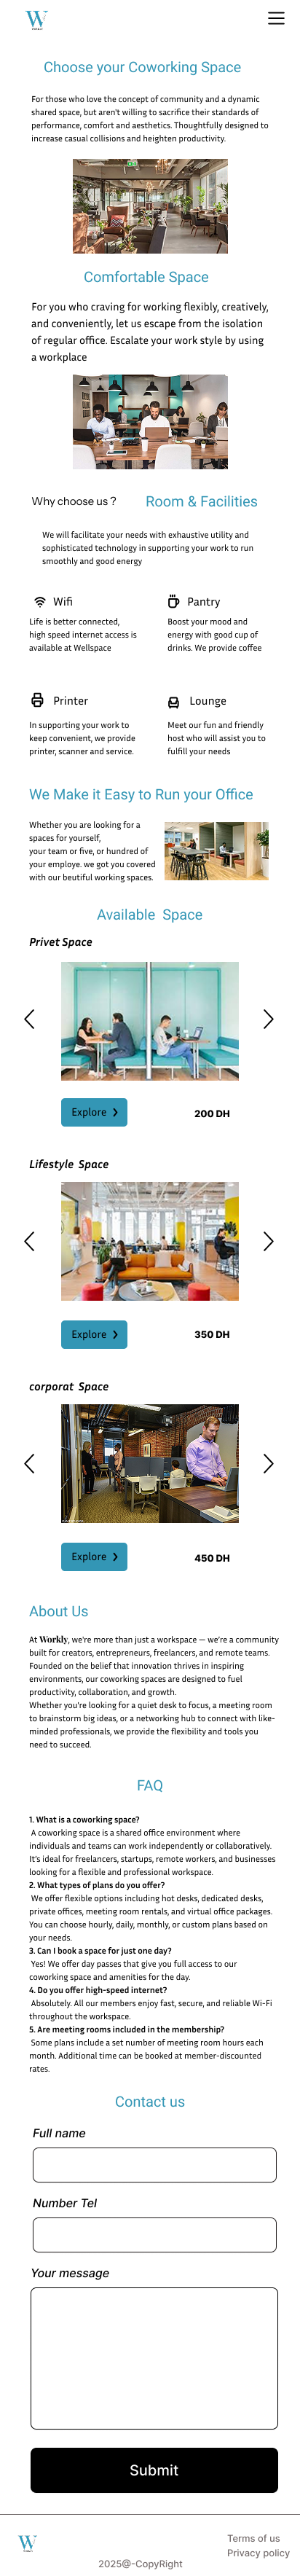 W
Choose your Coworking Space
For those who love the concept of community and a dynamic
shared space, but aren't willing to sacrifice their standards of
performance, comfort and aesthetics. Thoughtfully designed to
increase casual collisions and heighten productivity.
Comfortable Space
For you who craving for working flexibly, creatively,
and conveniently, let us escape from the isolation
of regular office. Escalate your work style by using
a workplace
Why choose us ? Room & Facilities
We will facilitate your needs with exhaustive utility and
sophisticated technology in supporting your work to run
smoothly and good energy
Wifi
Life is better connected,
high speed internet access is
available at Wellspace
Pantry
Boost your mood and
energy with good cup of
drinks. We provide coffee
Printer
In supporting your work to
keep convenient, we provide
printer, scanner and service.
Lounge
Meet our fun and friendly
host who will assist you to
fulfill your needs
We Make it Easy to Run your Office
Whether you are looking for a
spaces for yourself,
your team or five, or hundred of
your employe. we got you covered
with our beutiful working spaces.
Available Space
Privet Space
Explore ❯ 200 DH
Lifestyle Space
Explore ❯ 350 DH
corporat Space
Explore ❯ 450 DH
About Us
At Workly, we're more than just a workspace — we're a community
built for creators, entrepreneurs, freelancers, and remote teams.
Founded on the belief that innovation thrives in inspiring
environments, our coworking spaces are designed to fuel
productivity, collaboration, and growth.
Whether you're looking for a quiet desk to focus, a meeting room
to brainstorm big ideas, or a networking hub to connect with like-
minded professionals, we provide the flexibility and tools you
need to succeed.
FAQ
1. What is a coworking space?
A coworking space is a shared office environment where
individuals and teams can work independently or collaboratively.
It's ideal for freelancers, startups, remote workers, and businesses
looking for a flexible and professional workspace.
2. What types of plans do you offer?
We offer flexible options including hot desks, dedicated desks,
private offices, meeting room rentals, and virtual office packages.
You can choose hourly, daily, monthly, or custom plans based on
your needs.
3. Can I book a space for just one day?
Yes! We offer day passes that give you full access to our
coworking space and amenities for the day.
4. Do you offer high-speed internet?
Absolutely. All our members enjoy fast, secure, and reliable Wi-Fi
throughout the workspace.
5. Are meeting rooms included in the membership?
Some plans include a set number of meeting room hours each
month. Additional time can be booked at member-discounted
rates.
Contact us
Full name
Number Tel
Your message
Submit
W
Terms of us
Privacy policy
2025@-CopyRight